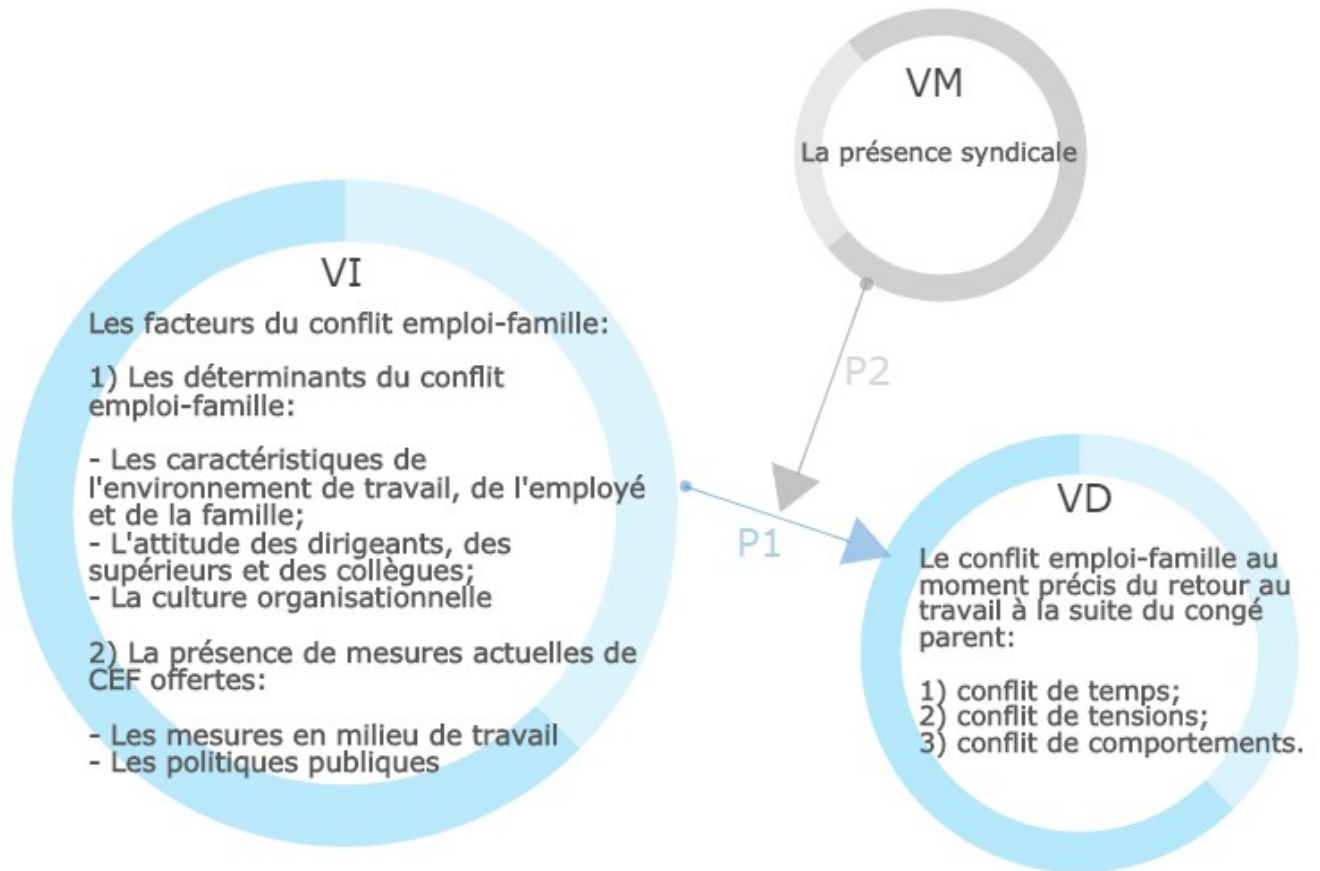 VM
La présence syndicale
VI
Les facteurs du conflit emploi-famille:
1) Les déterminants du conflit
emploi-famille:
- Les caractéristiques de
l'environnement de travail, de l'employé
et de la famille;
- L'attitude des dirigeants, des
supérieurs et des collègues;
- La culture organisationnelle
2) La présence de mesures actuelles de
CEF offertes:
- Les mesures en milieu de travail
- Les politiques publiques
P2
P1
VD
Le conflit emploi-famille au
moment précis du retour au
travail à la suite du congé
parent:
1) conflit de temps;
2) conflit de tensions;
3) conflit de comportements.